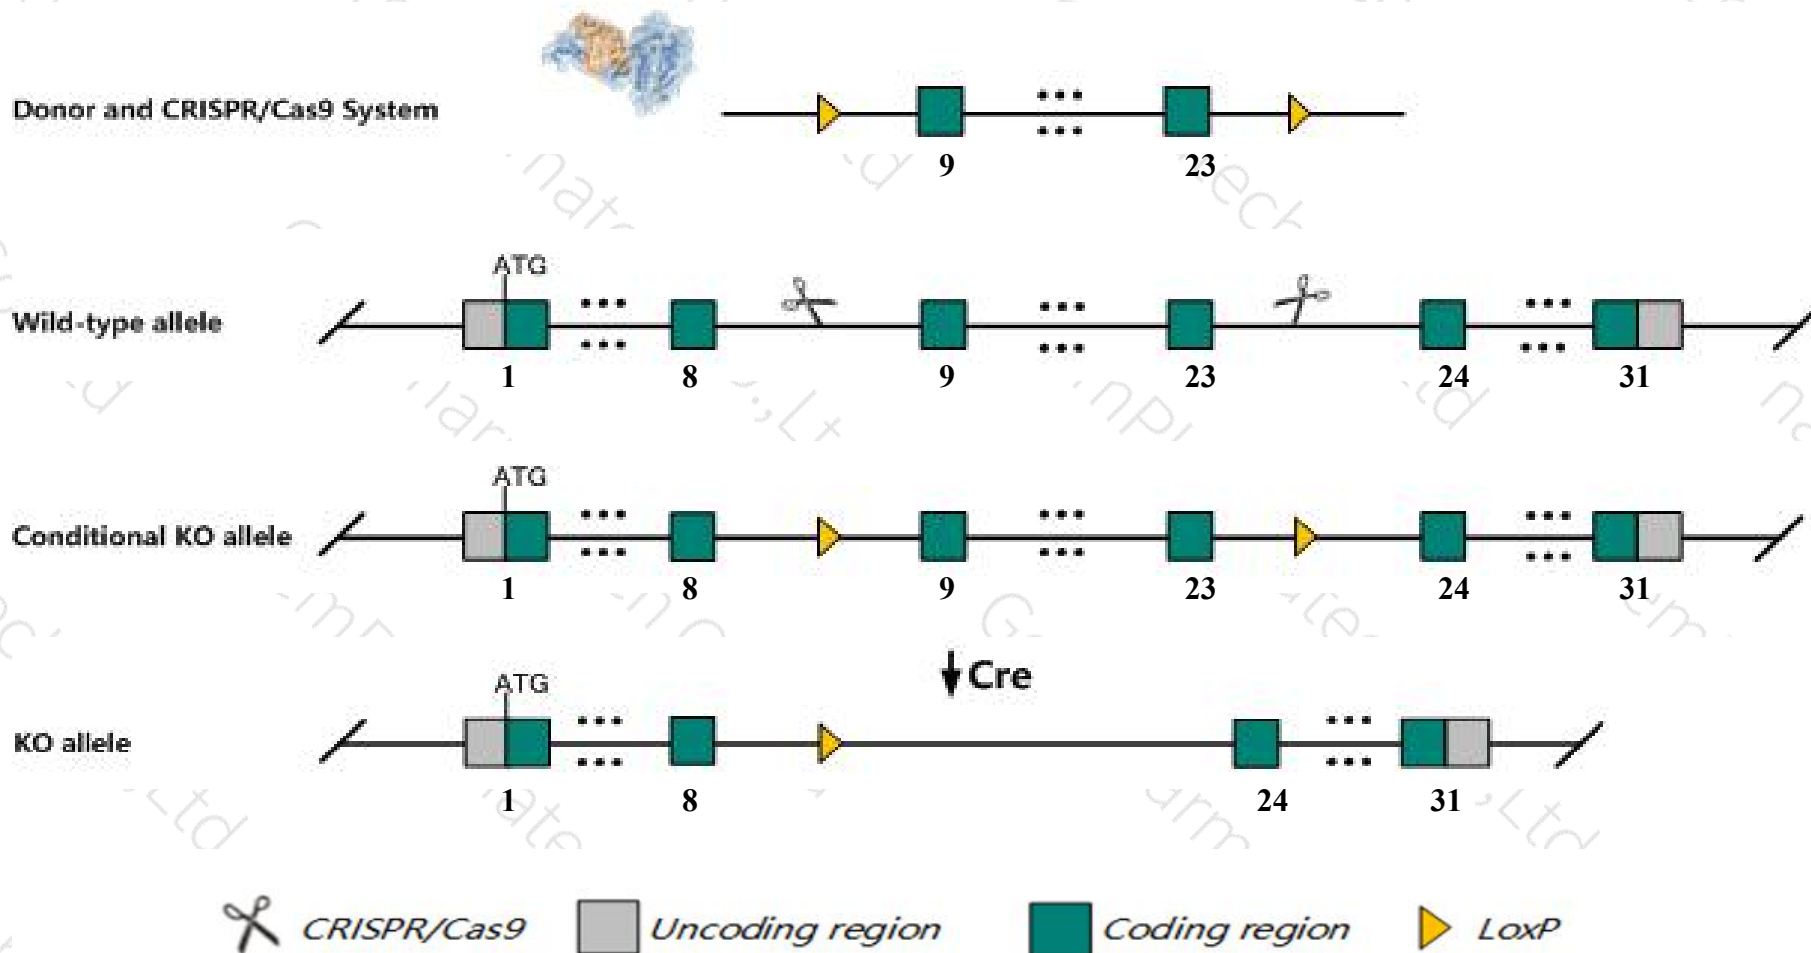 Donor and CRISPR/Cas9 System
9 23
ATG
Wild-type allele
1 8 9 23 24 31
ATG
Conditional KO allele
1 8 9 23 24 31
Cre
ATG
KO allele
1 8 24 31
CRISPR/Cas9 Uncoding region Coding region LoxP